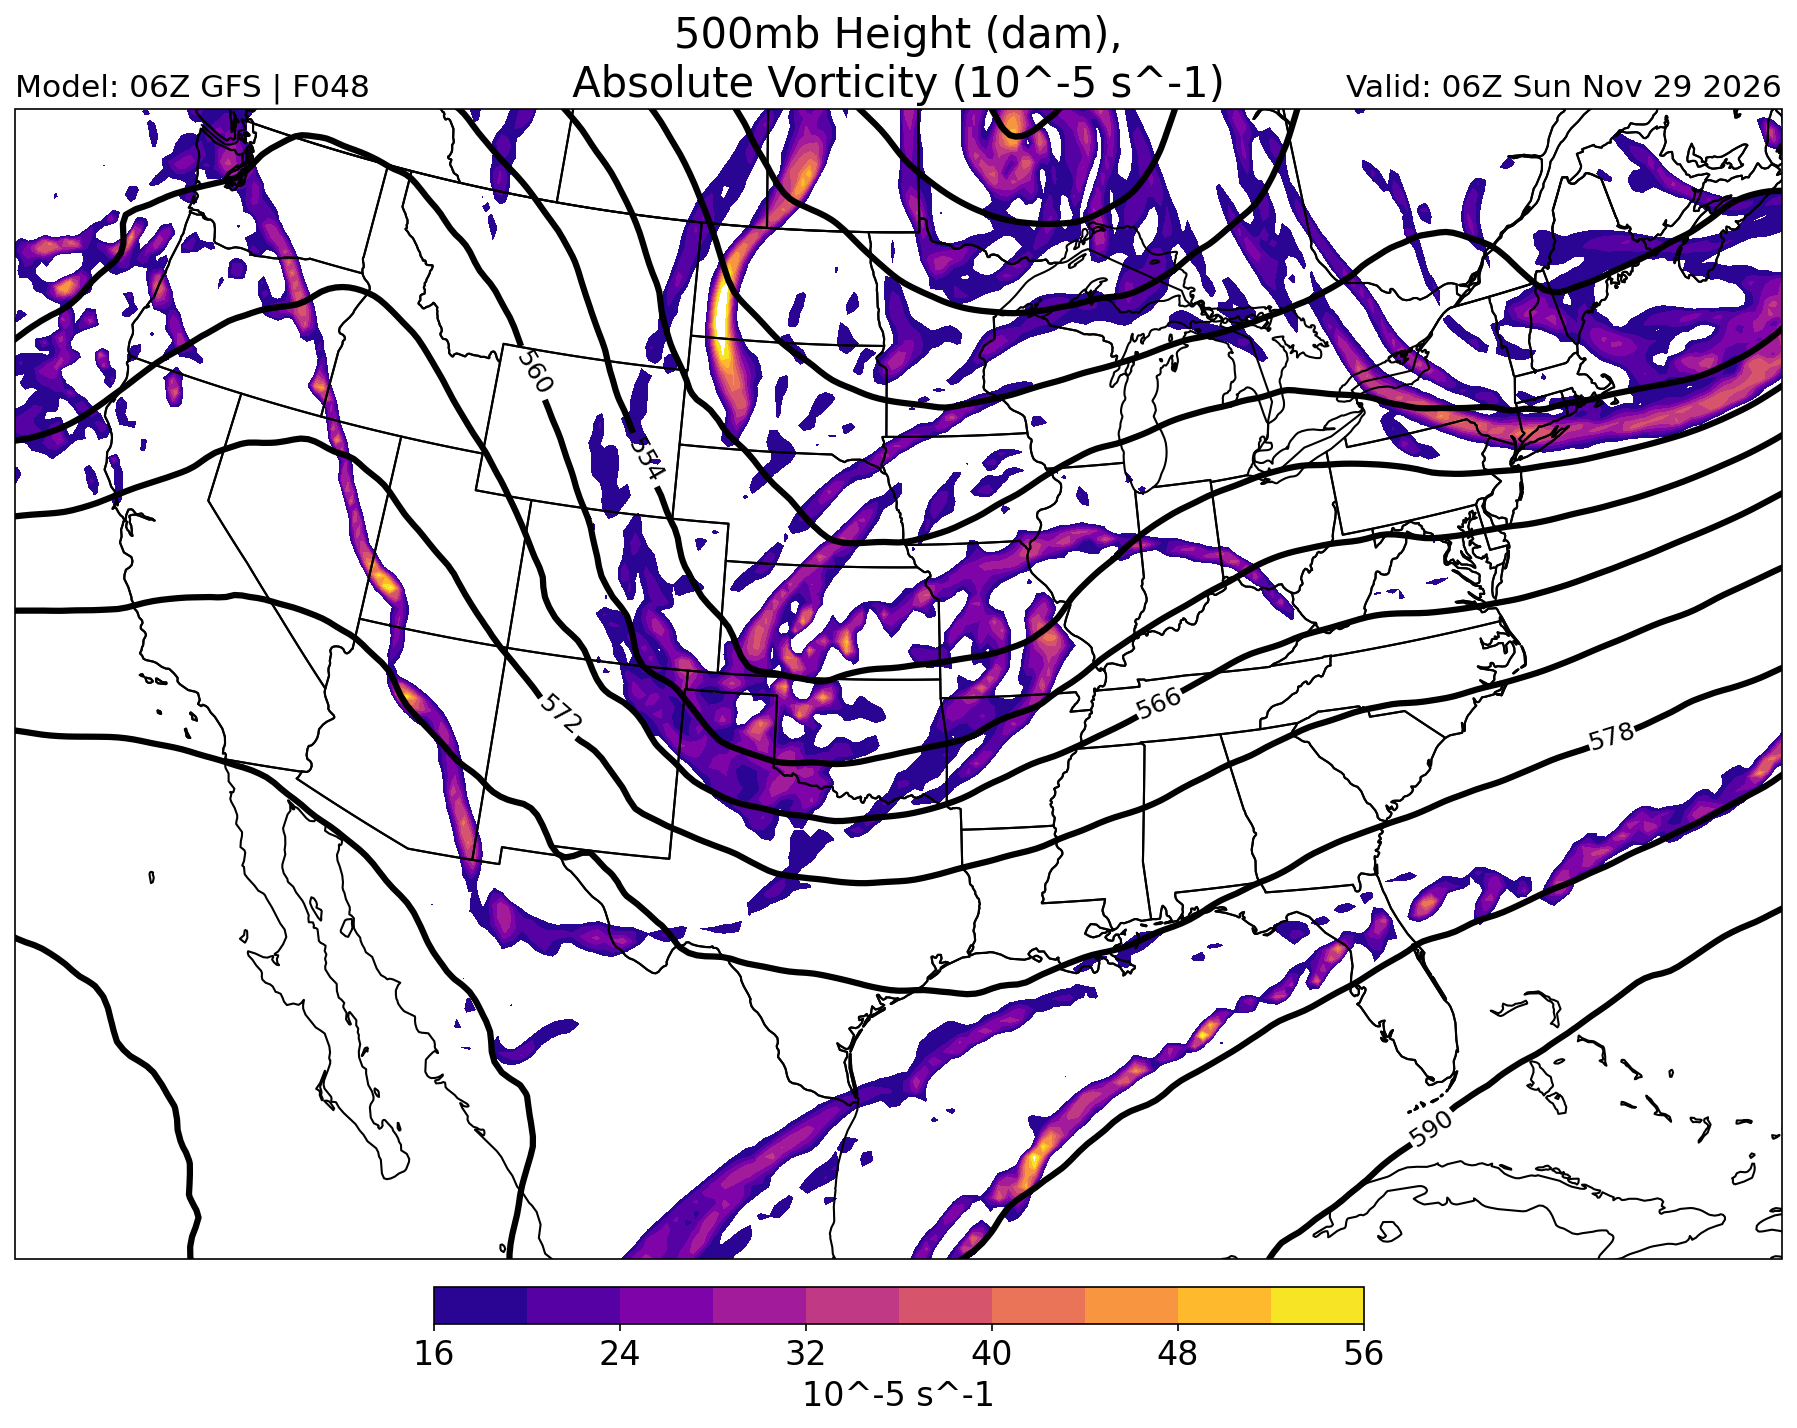 500mb Height (dam),
Absolute Vorticity (10^-5 s^-1)
Model: 06Z GFS | F048
Valid: 06Z Sun Nov 29 2026
560
554
572
566
578
590
16 24 32 40 48 56
10^-5 s^-1